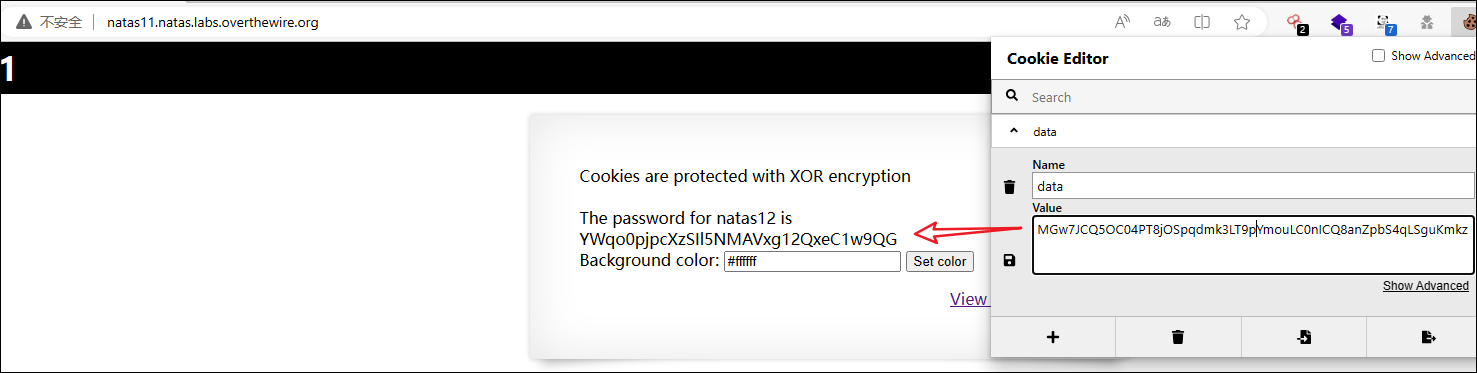 不安全 natas11.natas.labs.overthewire.org
2 5 7
1
Cookie Editor
Show Advanced
Search
data
Cookies are protected with XOR encryption
Name
data
The password for natas12 is
Value
YWqo0pjpcXzSIl5NMAVxg12QxeC1w9QG
MGw7JCQ5OC04PT8jOSpqdmk3LT9pYmouLC0nICQ8anZpbS4qLSguKmkz
Background color: #ffffff Set color
Show Advanced
View